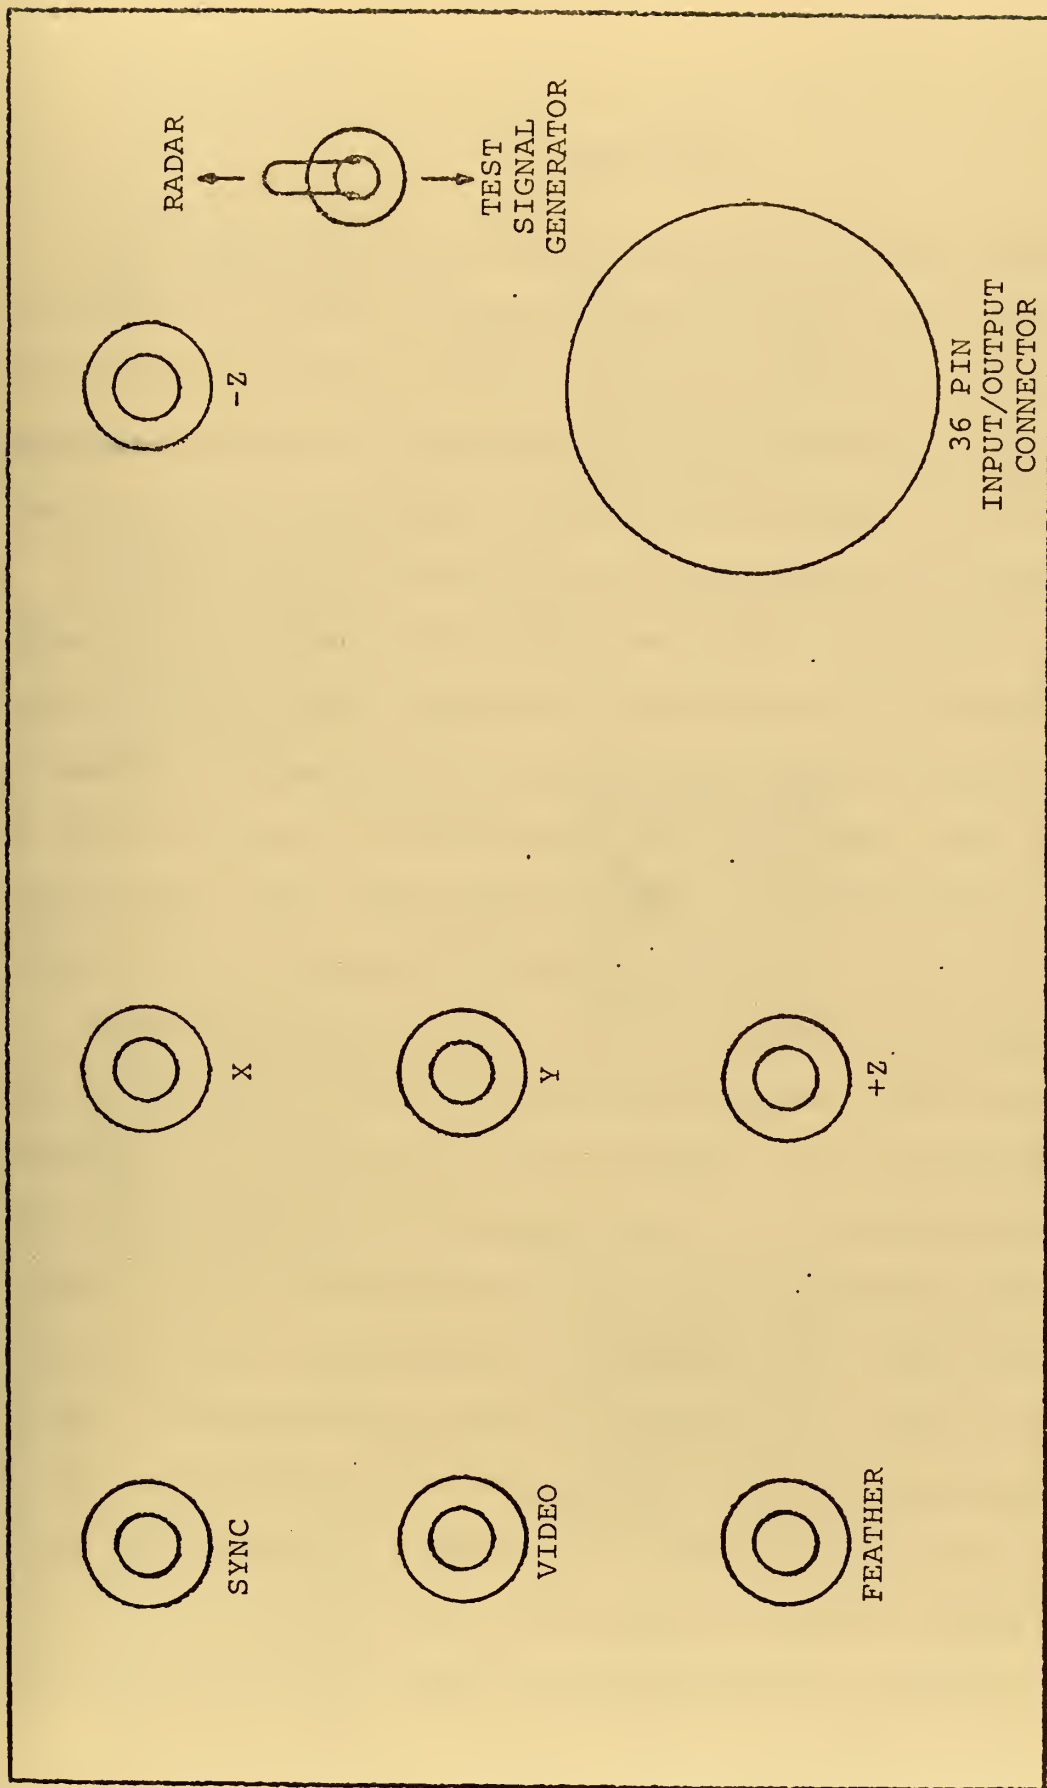 SYNC
X
-Z
RADAR
VIDEO
Y
TEST
SIGNAL
GENERATOR
FEATHER
+Z
36 PIN
INPUT/OUTPUT
CONNECTOR